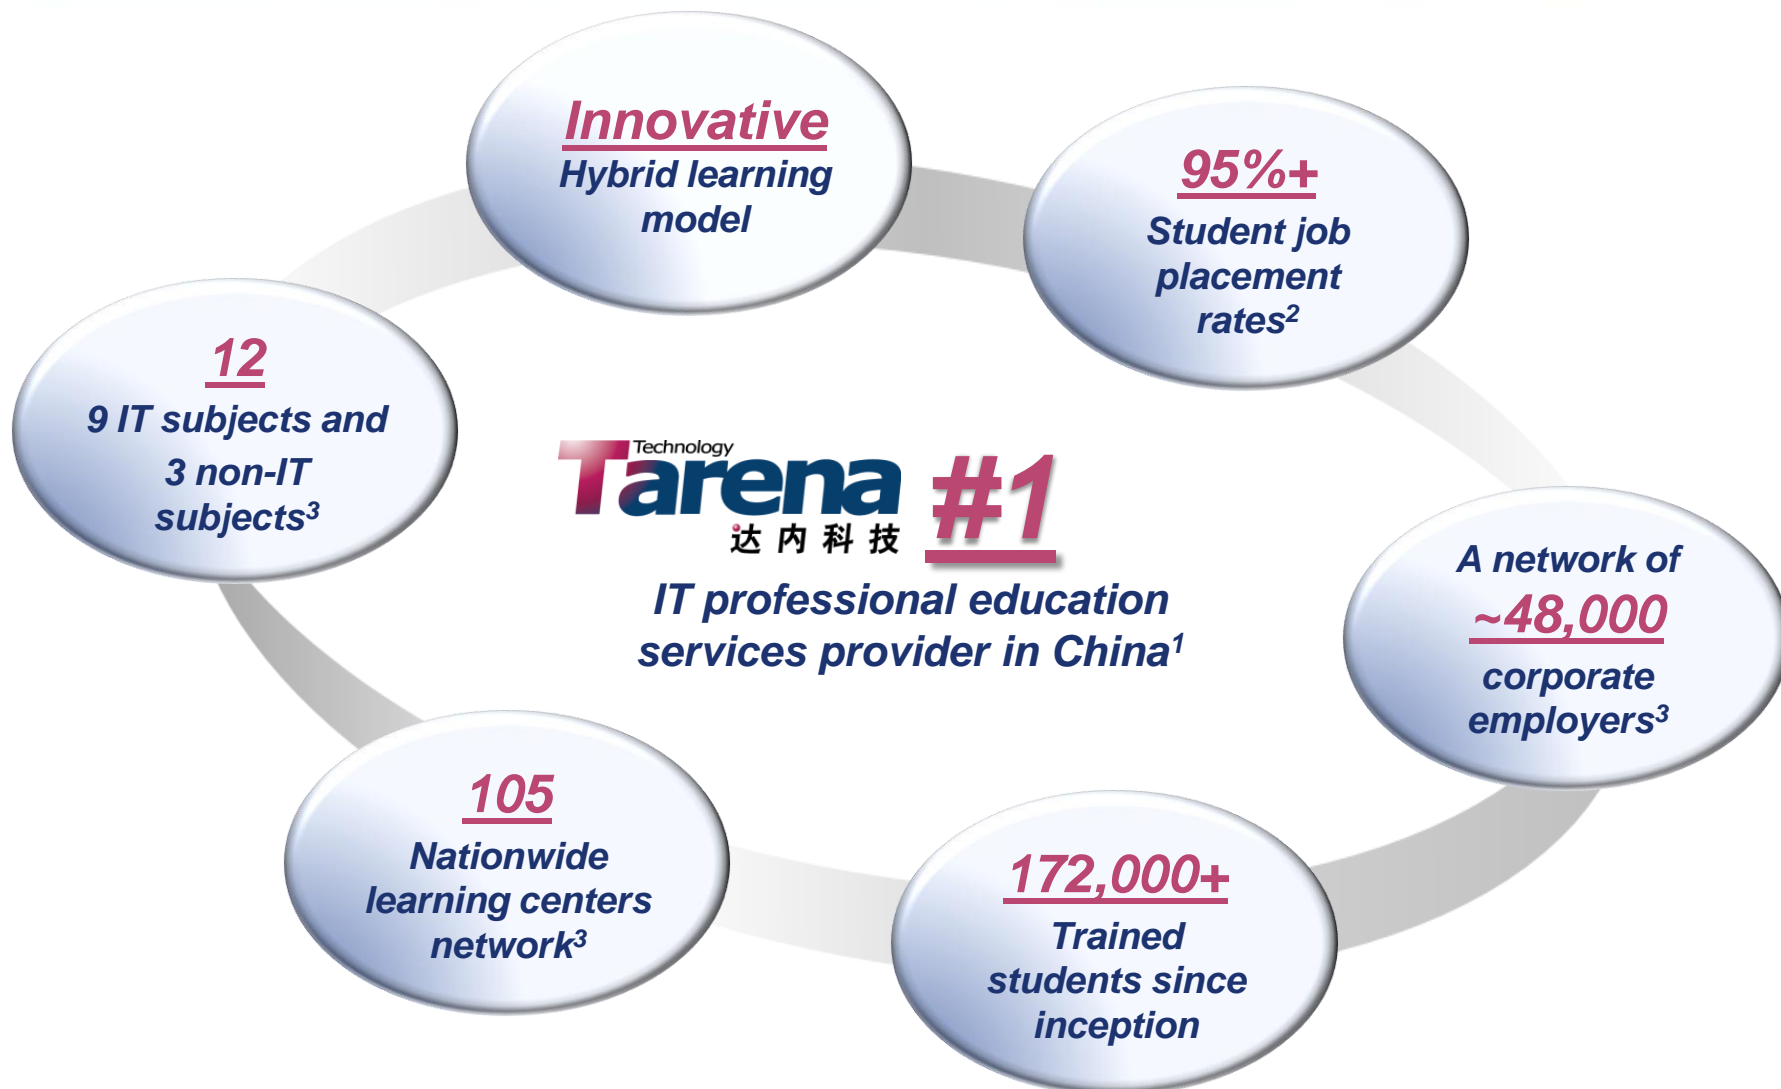 Innovative
Hybrid learning
model
95%+
Student job
placement
rates²
12
9 IT subjects and
3 non-IT
subjects³
Technology
Tarena
达内科技
#1
IT professional education
services provider in China¹
A network of
~48,000
corporate
employers³
105
Nationwide
learning centers
network³
172,000+
Trained
students since
inception